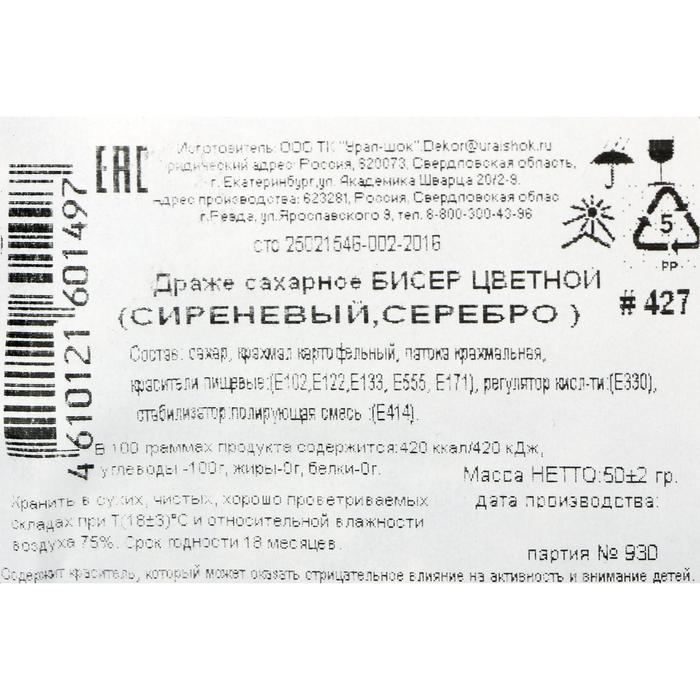 EAC
Изготовитель: ООО ТК "Урал-шок".Dekor@uralshok.ru
юридический адрес: Россия, 620073, Свердловская область,
г. Екатеринбург,ул. Академика Шварца 20/2-9.
Адрес производства: 623281, Россия, Свердловская облас
г.Ревда, ул.Ярославского 9, тел. 8-800-300-43-96
5
PP
сто 25021546-002-2016
Драже сахарное БИСЕР ЦВЕТНОЙ
(СИРЕНЕВЫЙ,СЕРЕБРО )
# 427
Состав: сахар, крахмал картофельный, патока крахмальная,
красители пищевые:(Е102,Е122,Е133, Е555, Е171), регулятор кисл-ти:(Е330),
стабилизатор:полирующая смесь :(Е414).
В 100 граммах продукте содержится:420 ккал/420 кДж,
углеводы -100г, жиры-0г, белки-0г.
Масса НЕТТО:50±2 гр.
дата производства:
Хранить в сухих, чистых, хорошо проветриваемых
складах при Т(18±3)°С и относительной влажности
воздуха 75%. Срок годности 18 месяцев.
партия № 930
Содержит краситель, который может оказать отрицательное влияние на активность и внимание детей.
4 610121 601497